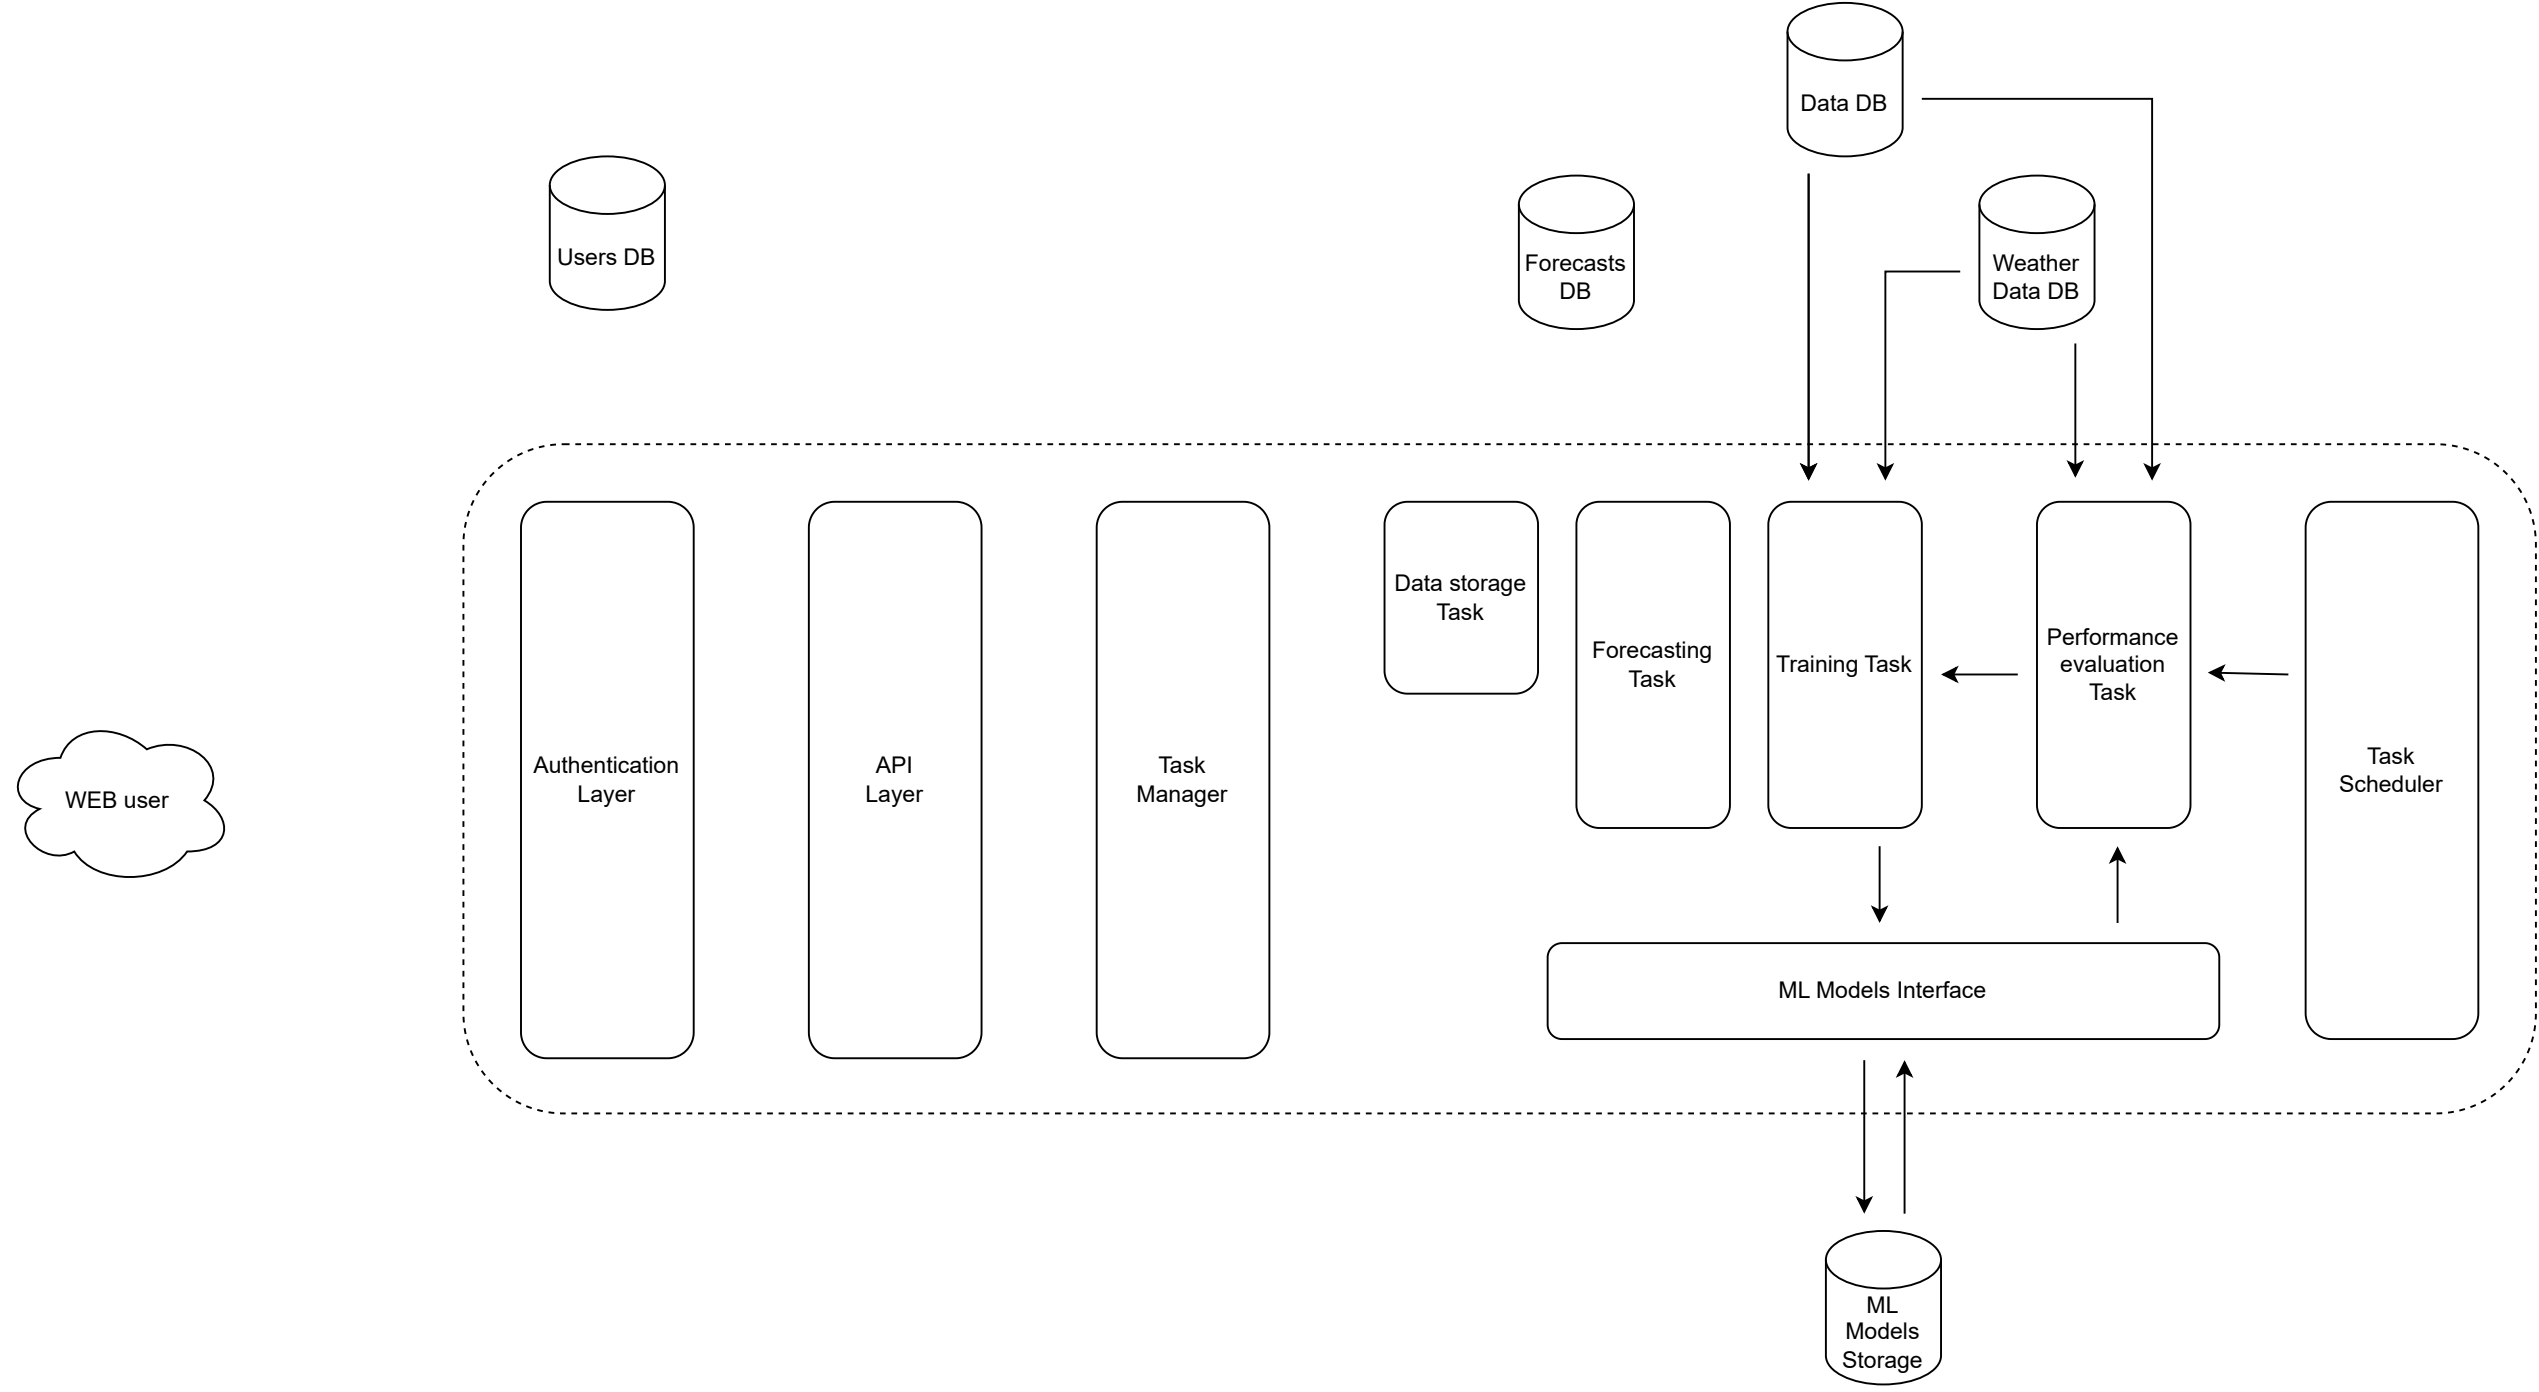 Data DB
Users DB
Forecasts
DB
Weather
Data DB
Data storage
Task
Forecasting
Task
Training Task
Performance
evaluation
Task
Authentication
Layer
API
Layer
Task
Manager
Task
Scheduler
WEB user
ML Models Interface
ML
Models
Storage